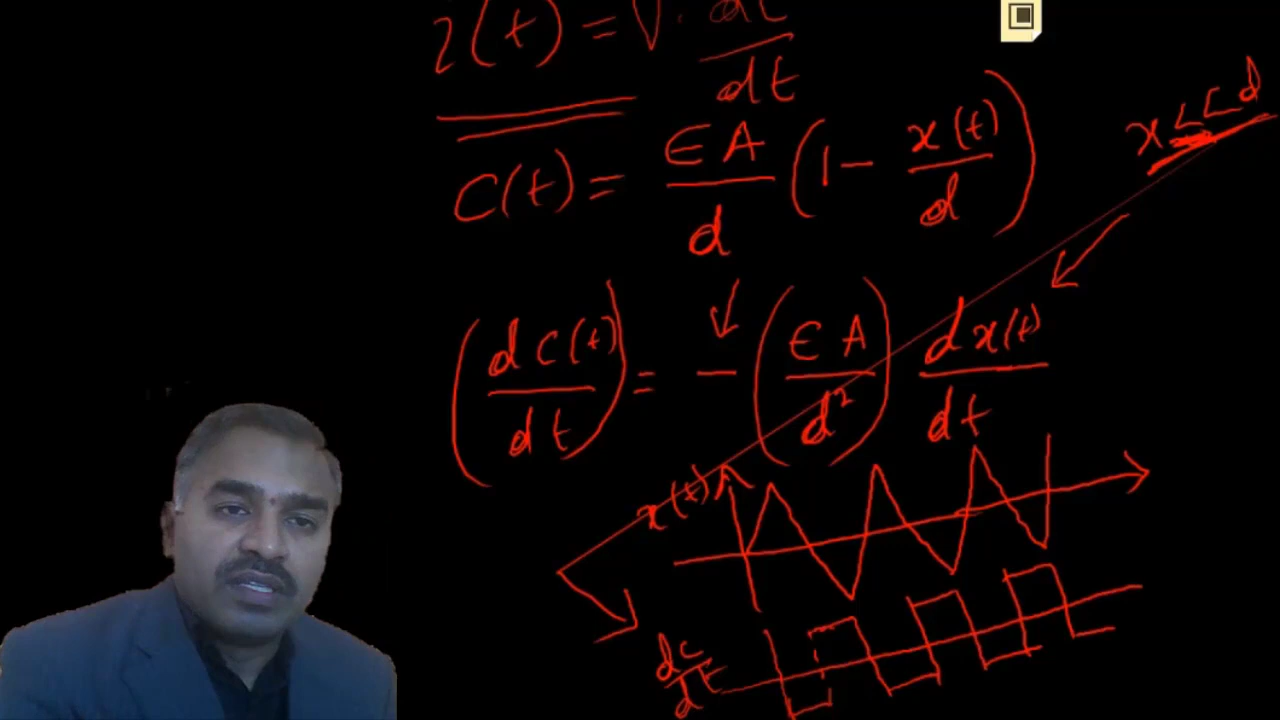 i(t) = V · dc/dt
x << d
C(t) = ϵA/d (1 - x(t)/d)
(dC(t)/dt) = - (ϵA/d²) dx(t)/dt
x(t)
dc/dt